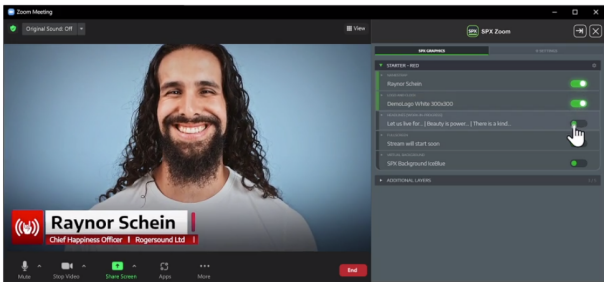 Zoom Meeting
Original Sound: Off
View
SPX SPX Zoom
SPX GRAPHICS
STARTER - RED
Raynor Schein
DemoLogo White 300x300
Let us live for...] Beauty is power...] There is a kind...
Stream will start soon
SPX Background IceBlue
ADDITIONAL LAYERS
Raynor Schein
Chief Happiness Officer | Rogersound Ltd |
Mute
Stop Video
Share Screen
Apps
More
End